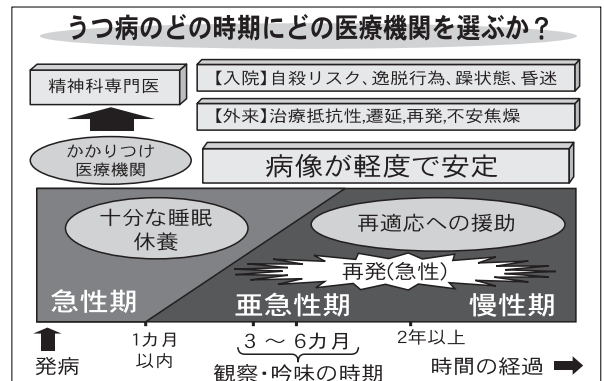 うつ病のどの時期にどの医療機関を選ぶか?
精神科専門医
【入院】自殺リスク、逸脱行為、躁状態、昏迷
【外来】治療抵抗性,遷延,再発,不安焦燥
かかりつけ
医療機関
病像が軽度で安定
十分な睡眠
休養
再適応への援助
再発(急性)
急性期
亜急性期
慢性期
発病
1カ月
以内
3 ~ 6カ月
2年以上
観察・吟味の時期
時間の経過